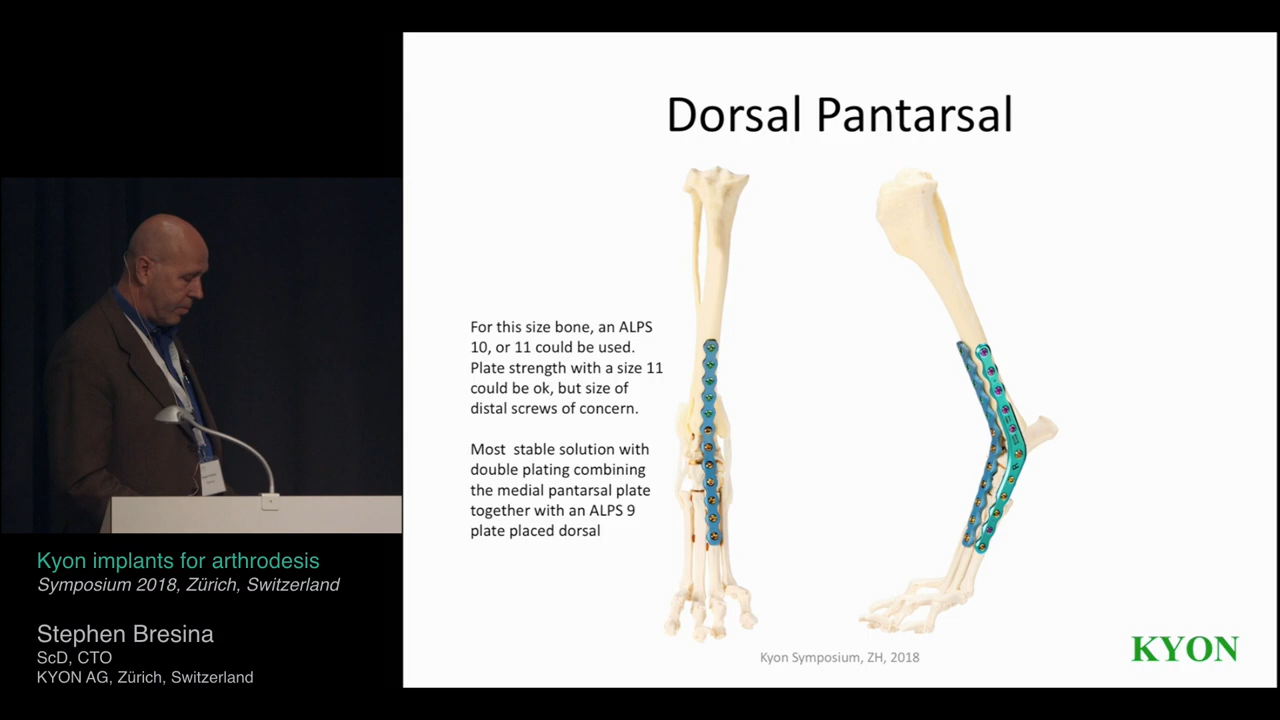 Dorsal Pantarsal
For this size bone, an ALPS
10, or 11 could be used.
Plate strength with a size 11
could be ok, but size of
distal screws of concern.
Most stable solution with
double plating combining
the medial pantarsal plate
together with an ALPS 9
plate placed dorsal
Kyon Symposium, ZH, 2018
KYON
Kyon implants for arthrodesis
Symposium 2018, Zürich, Switzerland
Stephen Bresina
ScD, CTO
KYON AG, Zürich, Switzerland